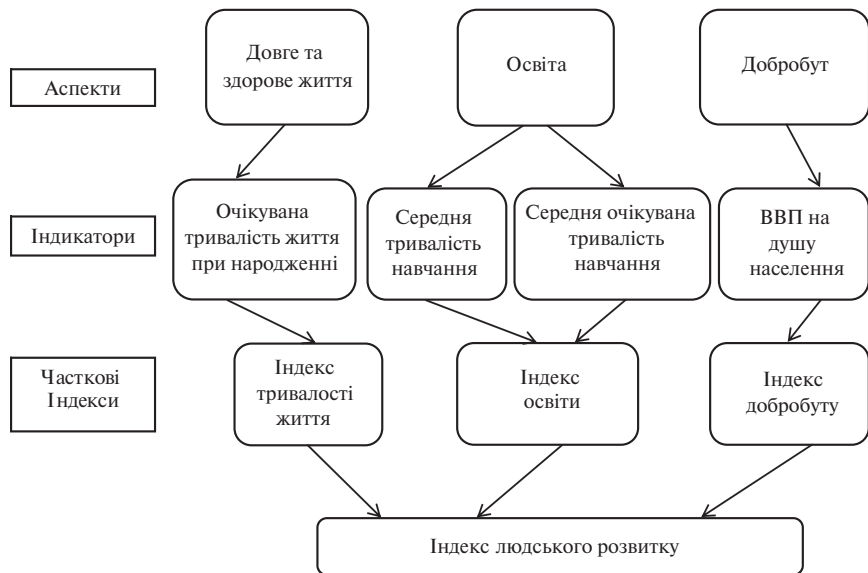 Аспекти
Довге та
здорове життя
Освіта
Добробут
Індикатори
Очікувана
тривалість життя
при народженні
Середня
тривалість
навчання
Середня очікувана
тривалість
навчання
ВВП на
душу
населення
Часткові
Індекси
Індекс
тривалості
життя
Індекс
освіти
Індекс
добробуту
Індекс людського розвитку